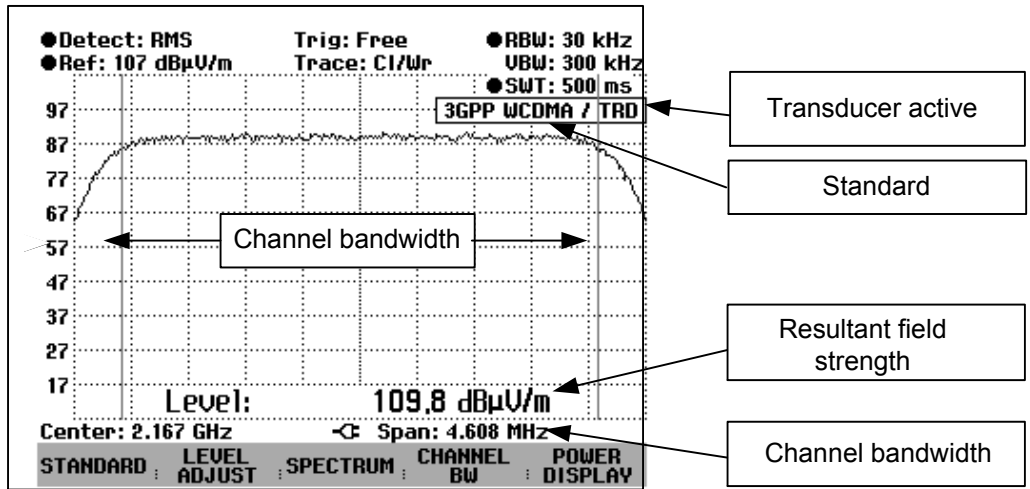 ●Detect: RMS Trig: Free ●RBW: 30 kHz
●Ref: 107 dBµV/m Trace: Cl/Wr VBW: 300 kHz
●SWT: 500 ms
3GPP WCDMA / TRD
97
87
77
67
57
47
37
27
17
Channel bandwidth
Level: 109,8 dBµV/m
Center: 2.167 GHz Span: 4.608 MHz
STANDARD LEVEL ADJUST SPECTRUM CHANNEL BW POWER DISPLAY
Transducer active
Standard
Resultant field
strength
Channel bandwidth